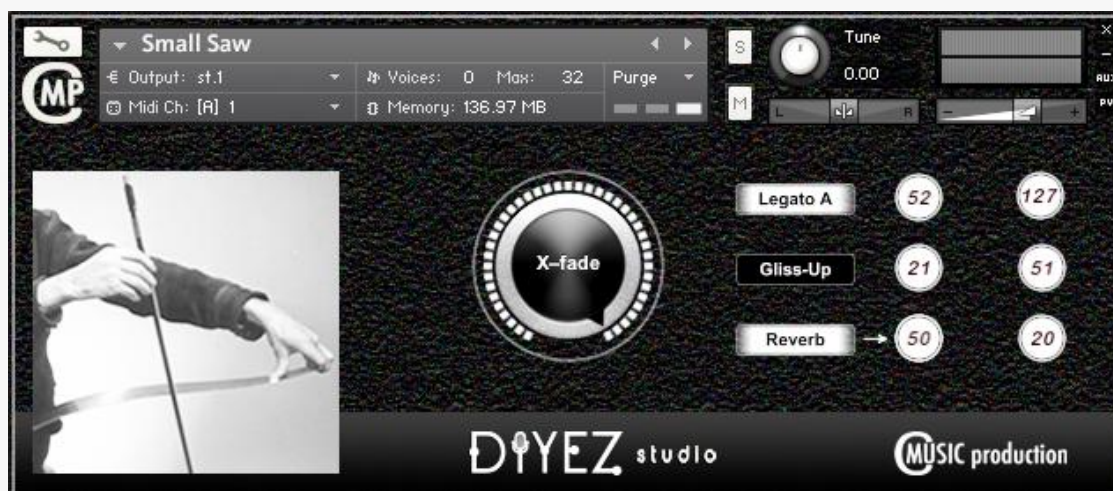 Small Saw
S
Tune
0.00
Output: st.1
Voices: 0 Max: 32
Purge
Midi Ch: [A] 1
Memory: 136.97 MB
M
L
R
AUX
PV
CMP
X-fade
Legato A 52 127
Gliss-Up 21 51
Reverb 50 20
DIYEZ studio
CMUSIC production